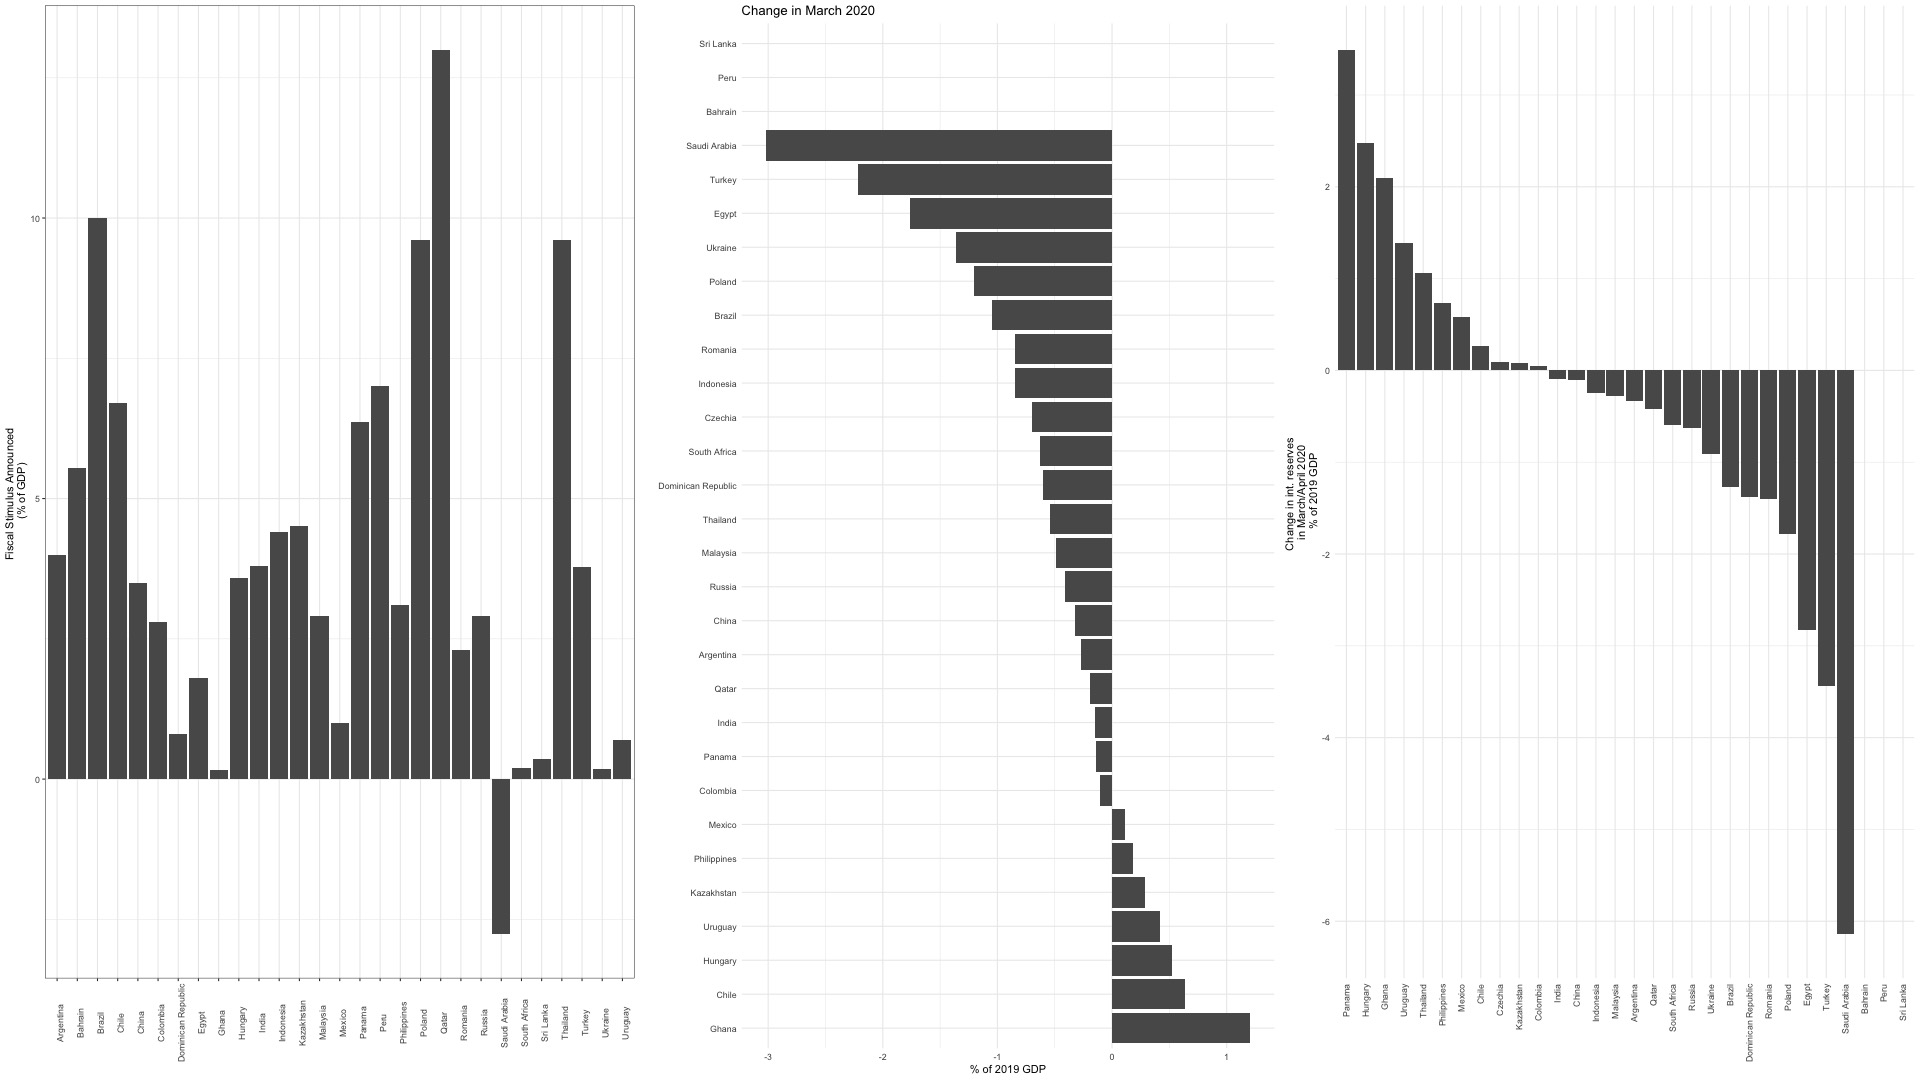 Fiscal Stimulus Announced
(% of GDP)
10
5
0
Argentina
Bahrain
Brazil
Chile
China
Colombia
Dominican Republic
Egypt
Ghana
Hungary
India
Indonesia
Kazakhstan
Malaysia
Mexico
Panama
Peru
Philippines
Poland
Qatar
Romania
Russia
Saudi Arabia
South Africa
Sri Lanka
Thailand
Turkey
Ukraine
Uruguay
Change in March 2020
Sri Lanka
Peru
Bahrain
Saudi Arabia
Turkey
Egypt
Ukraine
Poland
Brazil
Romania
Indonesia
Czechia
South Africa
Dominican Republic
Thailand
Malaysia
Russia
China
Argentina
Qatar
India
Panama
Colombia
Mexico
Philippines
Kazakhstan
Uruguay
Hungary
Chile
Ghana
-3
-2
-1
0
1
% of 2019 GDP
Change in int. reserves
in March/April 2020
% of 2019 GDP
2
0
-2
-4
-6
Panama
Hungary
Ghana
Uruguay
Thailand
Philippines
Mexico
Chile
Czechia
Kazakhstan
Colombia
India
China
Indonesia
Malaysia
Argentina
Qatar
South Africa
Russia
Ukraine
Brazil
Dominican Republic
Romania
Poland
Egypt
Turkey
Saudi Arabia
Bahrain
Peru
Sri Lanka